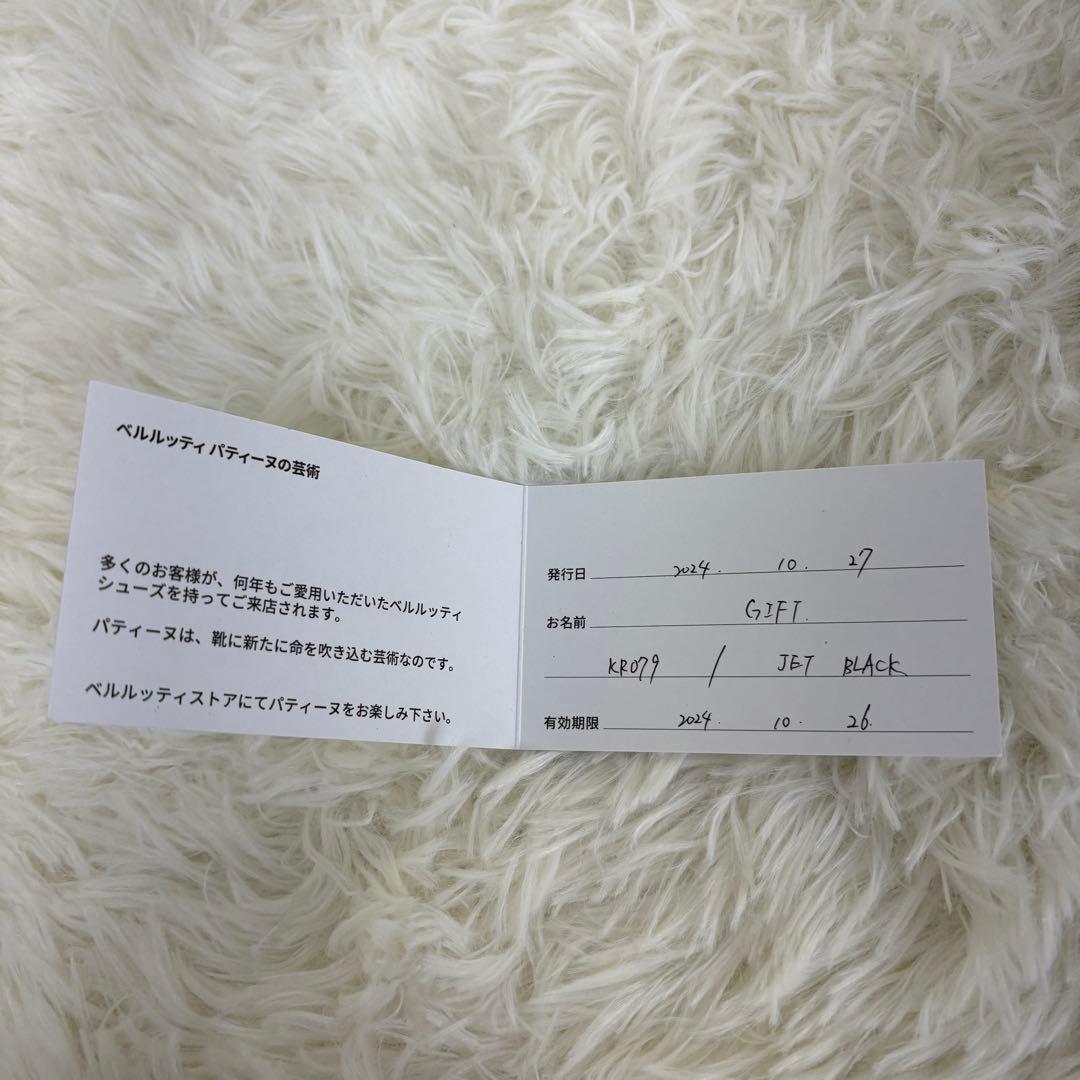 ベルルッティ パティーヌの芸術
多くのお客様が、何年もご愛用いただいたベルルッティ
シューズを持ってご来店されます。
パティーヌは、靴に新たに命を吹き込む芸術なのです。
ベルルッティストアにてパティーヌをお楽しみ下さい。
発行日 2024. 10. 27
お名前 GIFT.
KR079 / JET BLACK
有効期限 2024. 10. 26.